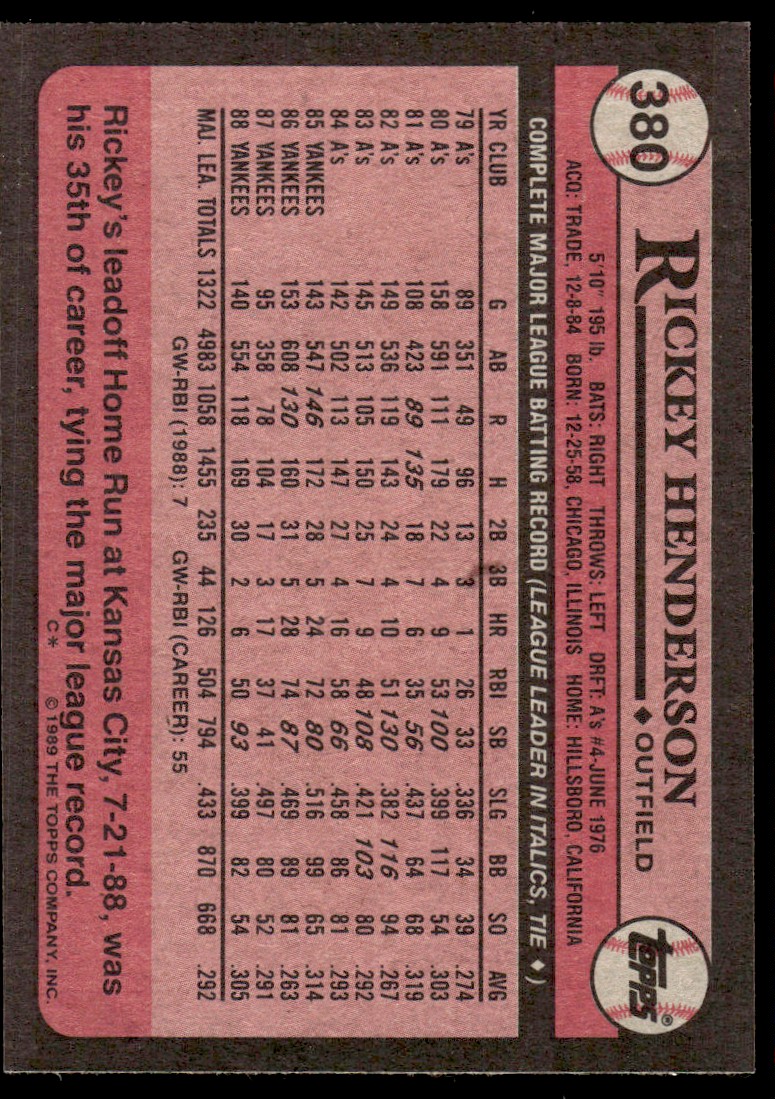 380
RICKEY HENDERSON ♦ OUTFIELD
TOPPS®
5'10" 195 lb. BATS: RIGHT THROWS: LEFT DRFT: A's #4-JUNE 1976
ACQ: TRADE, 12-8-84 BORN: 12-25-58, CHICAGO, ILLINOIS HOME: HILLSBORO, CALIFORNIA
COMPLETE MAJOR LEAGUE BATTING RECORD (LEAGUE LEADER IN ITALICS, TIE ♦)
YR CLUB G AB R H 2B 3B HR RBI SB SLG BB SO AVG
79 A's 89 351 49 96 13 3 1 26 33 .336 34 39 .274
80 A's 158 591 111 179 22 4 9 53 100 .399 117 54 .303
81 A's 108 423 89 135 18 7 6 35 56 .437 64 68 .319
82 A's 149 536 119 143 24 4 10 51 130 .382 116 94 .267
83 A's 145 513 105 150 25 7 9 48 108 .421 103 80 .292
84 A's 142 502 113 147 27 4 16 58 66 .458 86 81 .293
85 YANKEES 143 547 146 172 28 5 24 72 80 .516 99 65 .314
86 YANKEES 153 608 130 160 31 5 28 74 87 .469 89 81 .263
87 YANKEES 95 358 78 104 17 3 17 37 41 .497 80 52 .291
88 YANKEES 140 554 118 169 30 2 6 50 93 .399 82 54 .305
MAJ. LEA. TOTALS 1322 4983 1058 1455 235 44 126 504 794 .433 870 668 .292
GW-RBI (1988): 7 GW-RBI (CAREER): 55
Rickey's leadoff Home Run at Kansas City, 7-21-88, was
his 35th of career, tying the major league record.
C* © 1989 THE TOPPS COMPANY, INC.